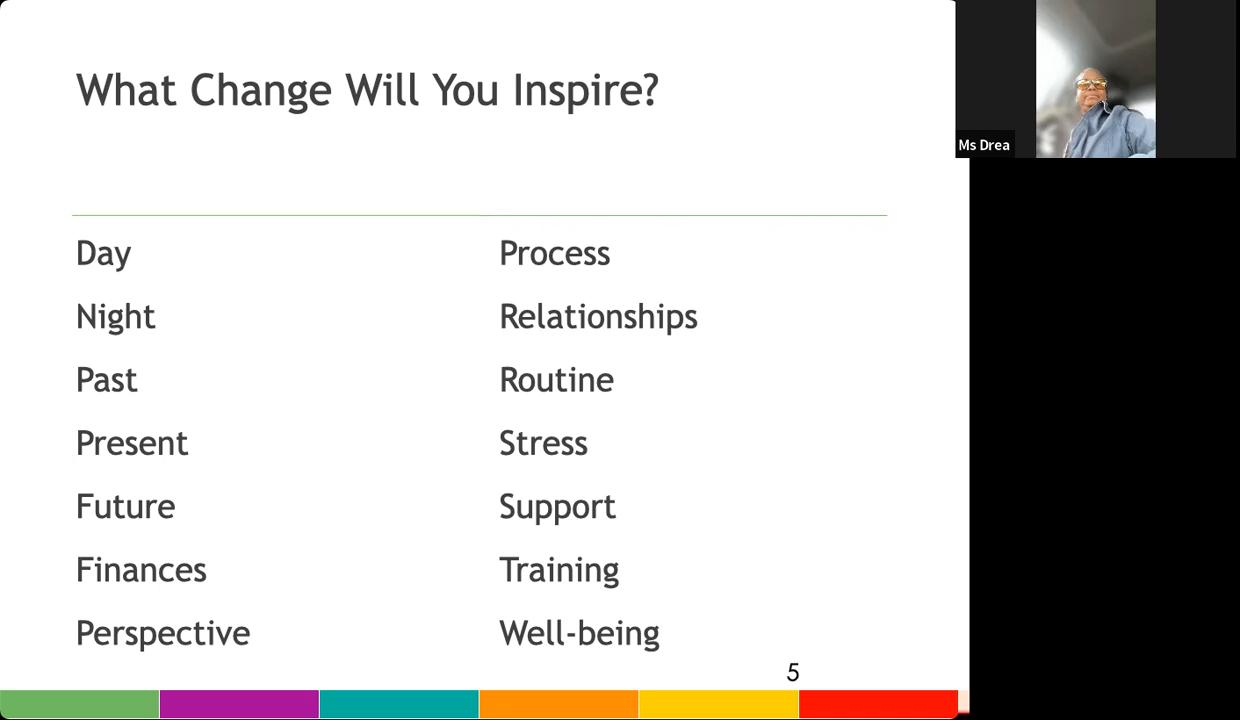 What Change Will You Inspire?
Day
Night
Past
Present
Future
Finances
Perspective
Process
Relationships
Routine
Stress
Support
Training
Well-being
5
Ms Drea